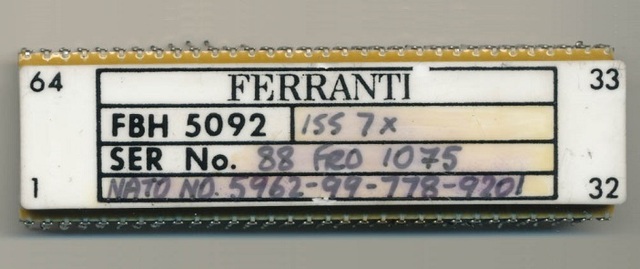 64 FERRANTI 33
FBH 5092 ISS 7X
SER No. 88 FRO 1075
1 NATO NO. 5962-99-778-9201 32